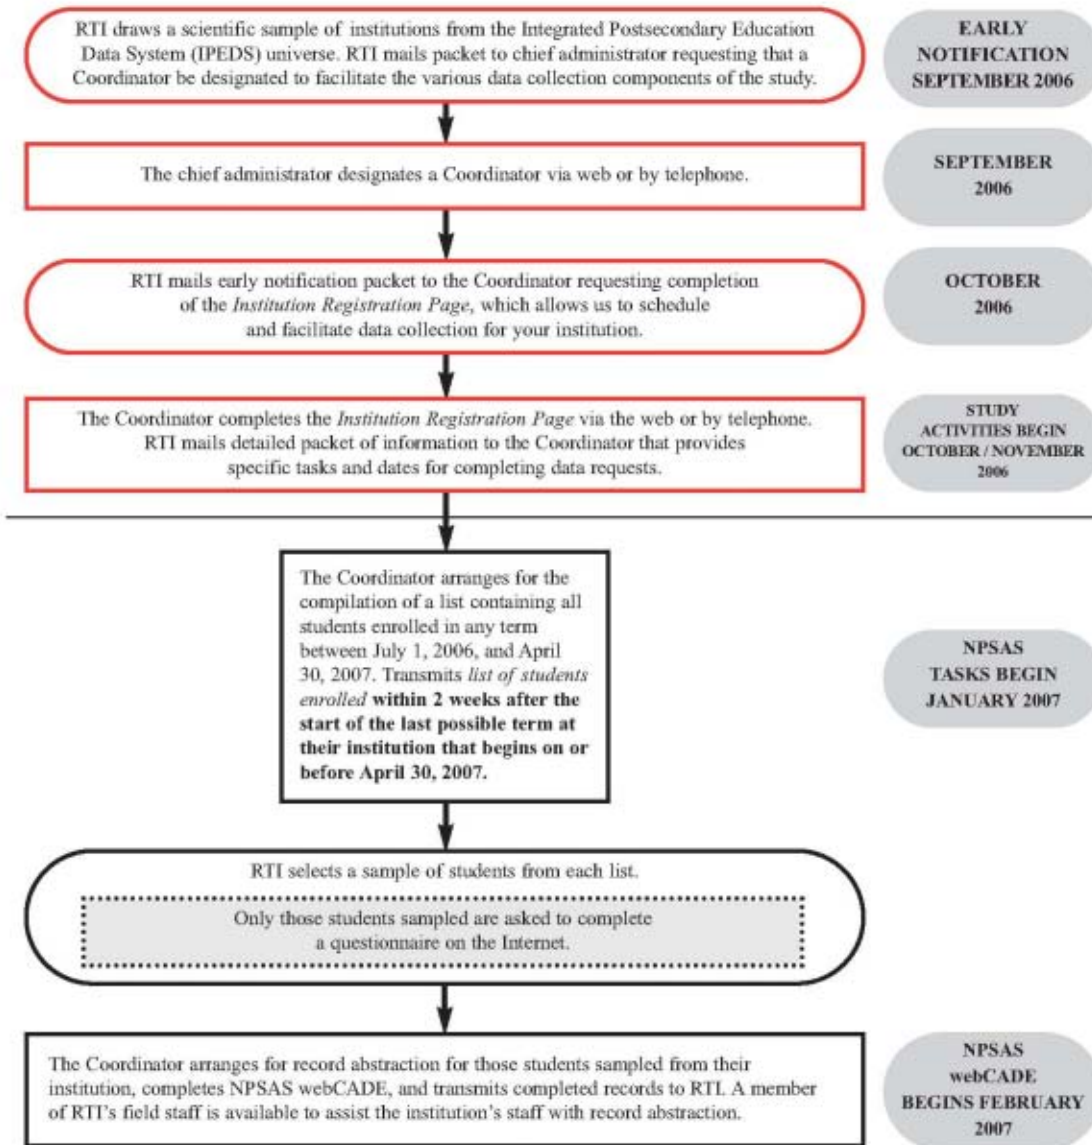 RTI draws a scientific sample of institutions from the Integrated Postsecondary Education
Data System (IPEDS) universe. RTI mails packet to chief administrator requesting that a
Coordinator be designated to facilitate the various data collection components of the study.
EARLY
NOTIFICATION
SEPTEMBER 2006
The chief administrator designates a Coordinator via web or by telephone.
SEPTEMBER
2006
RTI mails early notification packet to the Coordinator requesting completion
of the Institution Registration Page, which allows us to schedule
and facilitate data collection for your institution.
OCTOBER
2006
The Coordinator completes the Institution Registration Page via the web or by telephone.
RTI mails detailed packet of information to the Coordinator that provides
specific tasks and dates for completing data requests.
STUDY
ACTIVITIES BEGIN
OCTOBER / NOVEMBER
2006
The Coordinator arranges for the
compilation of a list containing all
students enrolled in any term
between July 1, 2006, and April
30, 2007. Transmits list of students
enrolled within 2 weeks after the
start of the last possible term at
their institution that begins on or
before April 30, 2007.
NPSAS
TASKS BEGIN
JANUARY 2007
RTI selects a sample of students from each list.
Only those students sampled are asked to complete
a questionnaire on the Internet.
The Coordinator arranges for record abstraction for those students sampled from their
institution, completes NPSAS webCADE, and transmits completed records to RTI. A member
of RTI's field staff is available to assist the institution's staff with record abstraction.
NPSAS
webCADE
BEGINS FEBRUARY
2007